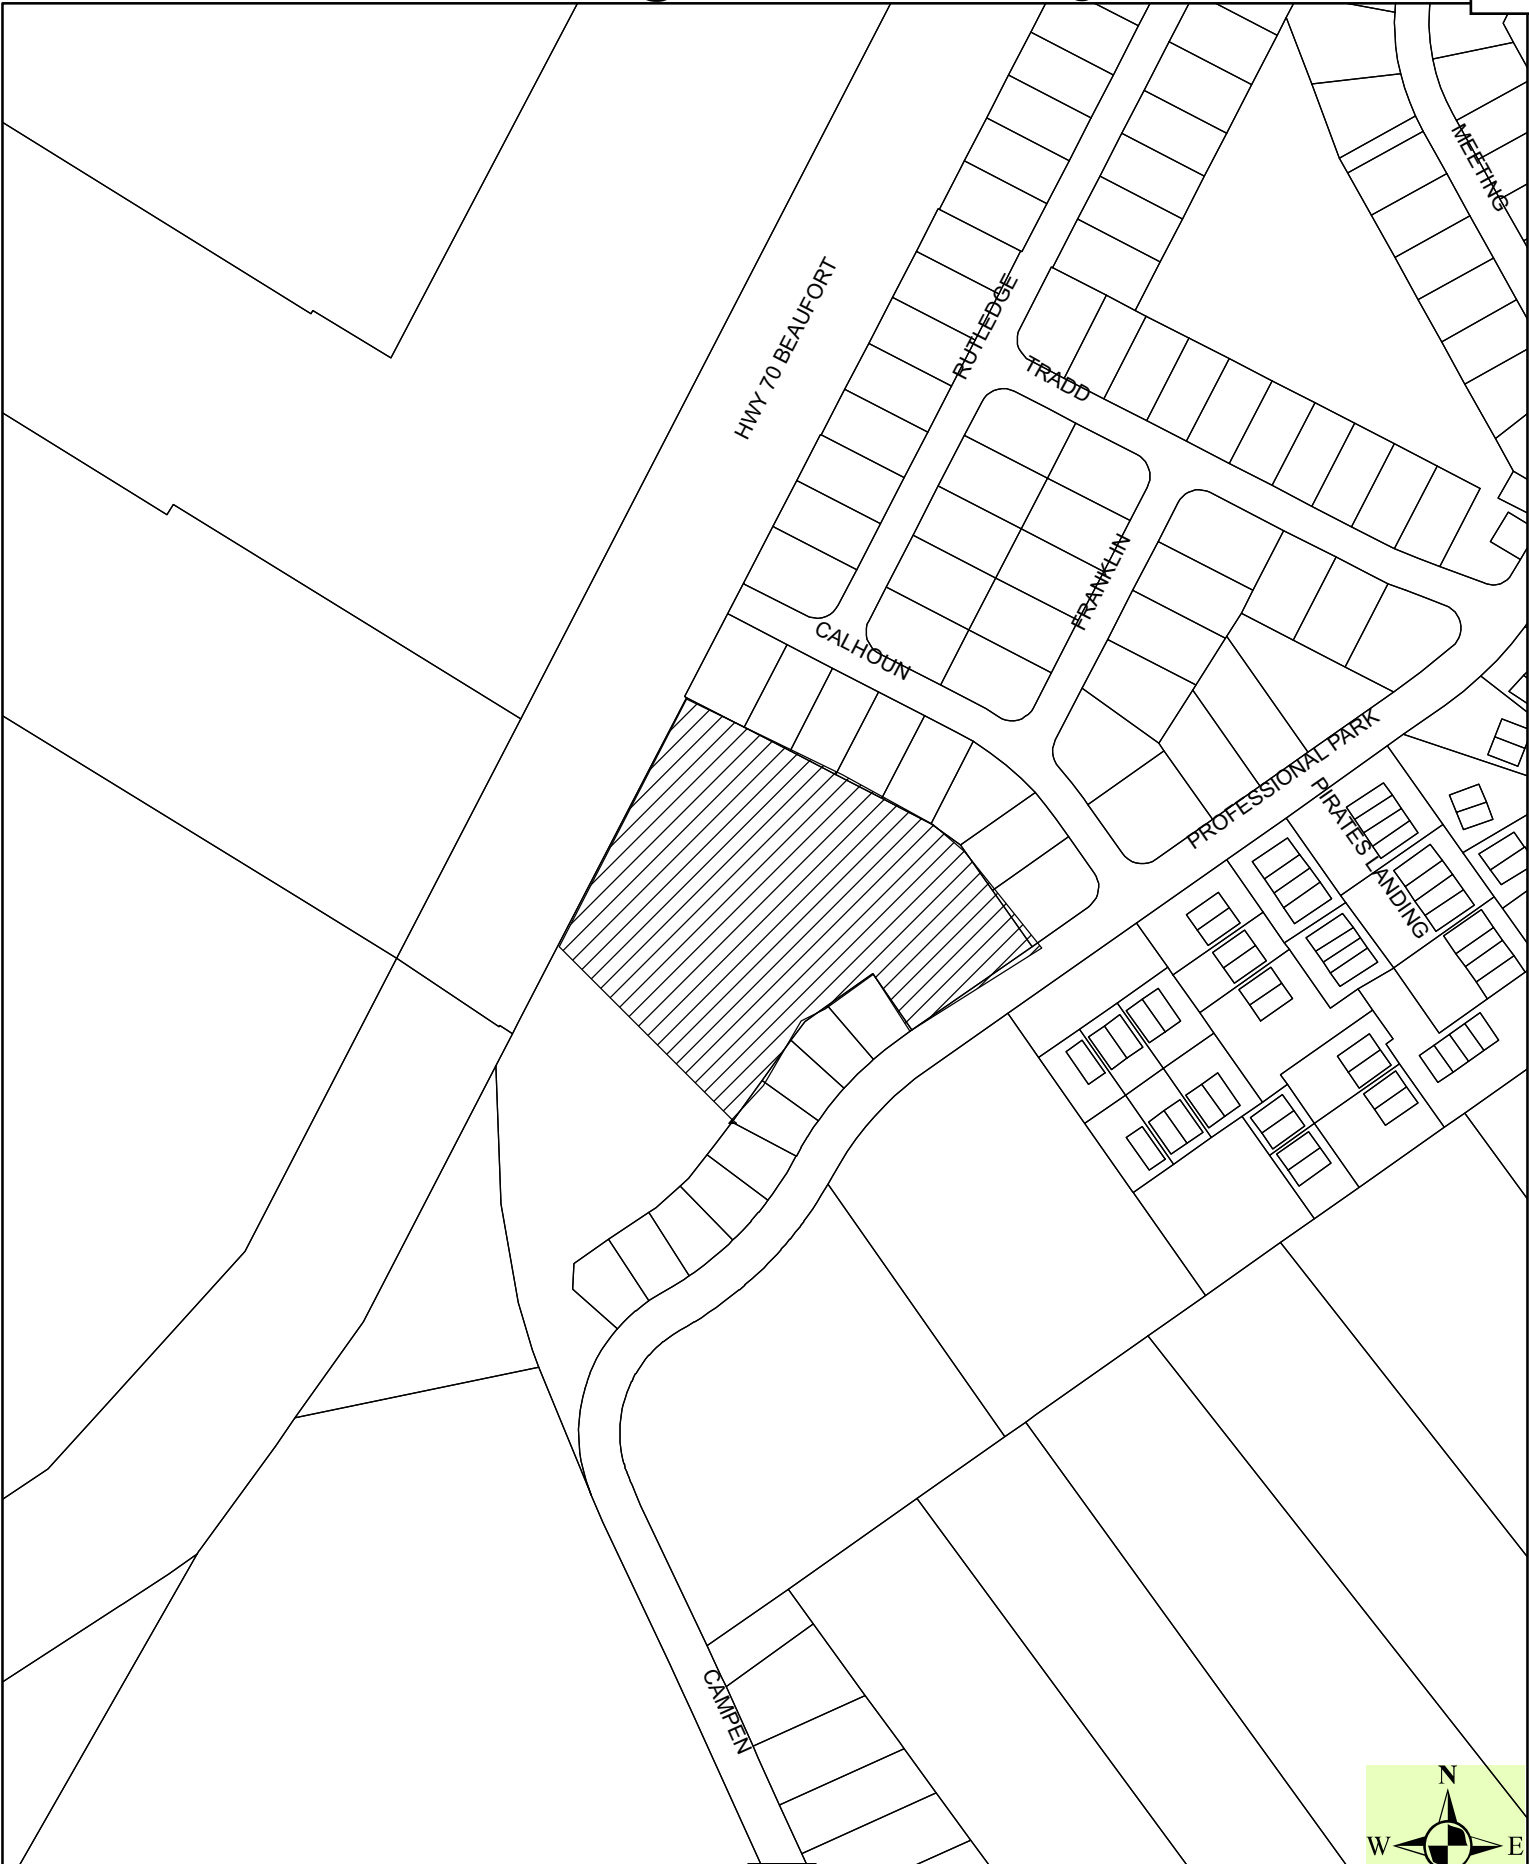 MEETING
HWY 70 BEAUFORT
RUTLEDGE
TRADD
FRANKLIN
CALHOUN
PROFESSIONAL PARK
PIRATES LANDING
CAMPEN
N
W E